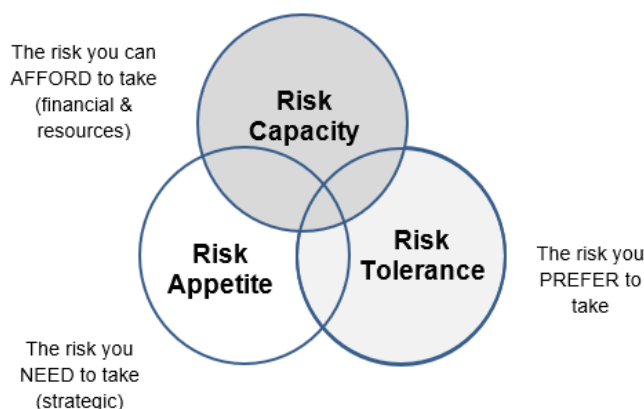 The risk you can
AFFORD to take
(financial &
resources)
Risk
Capacity
Risk
Appetite
Risk
Tolerance
The risk you
PREFER to
take
The risk you
NEED to take
(strategic)